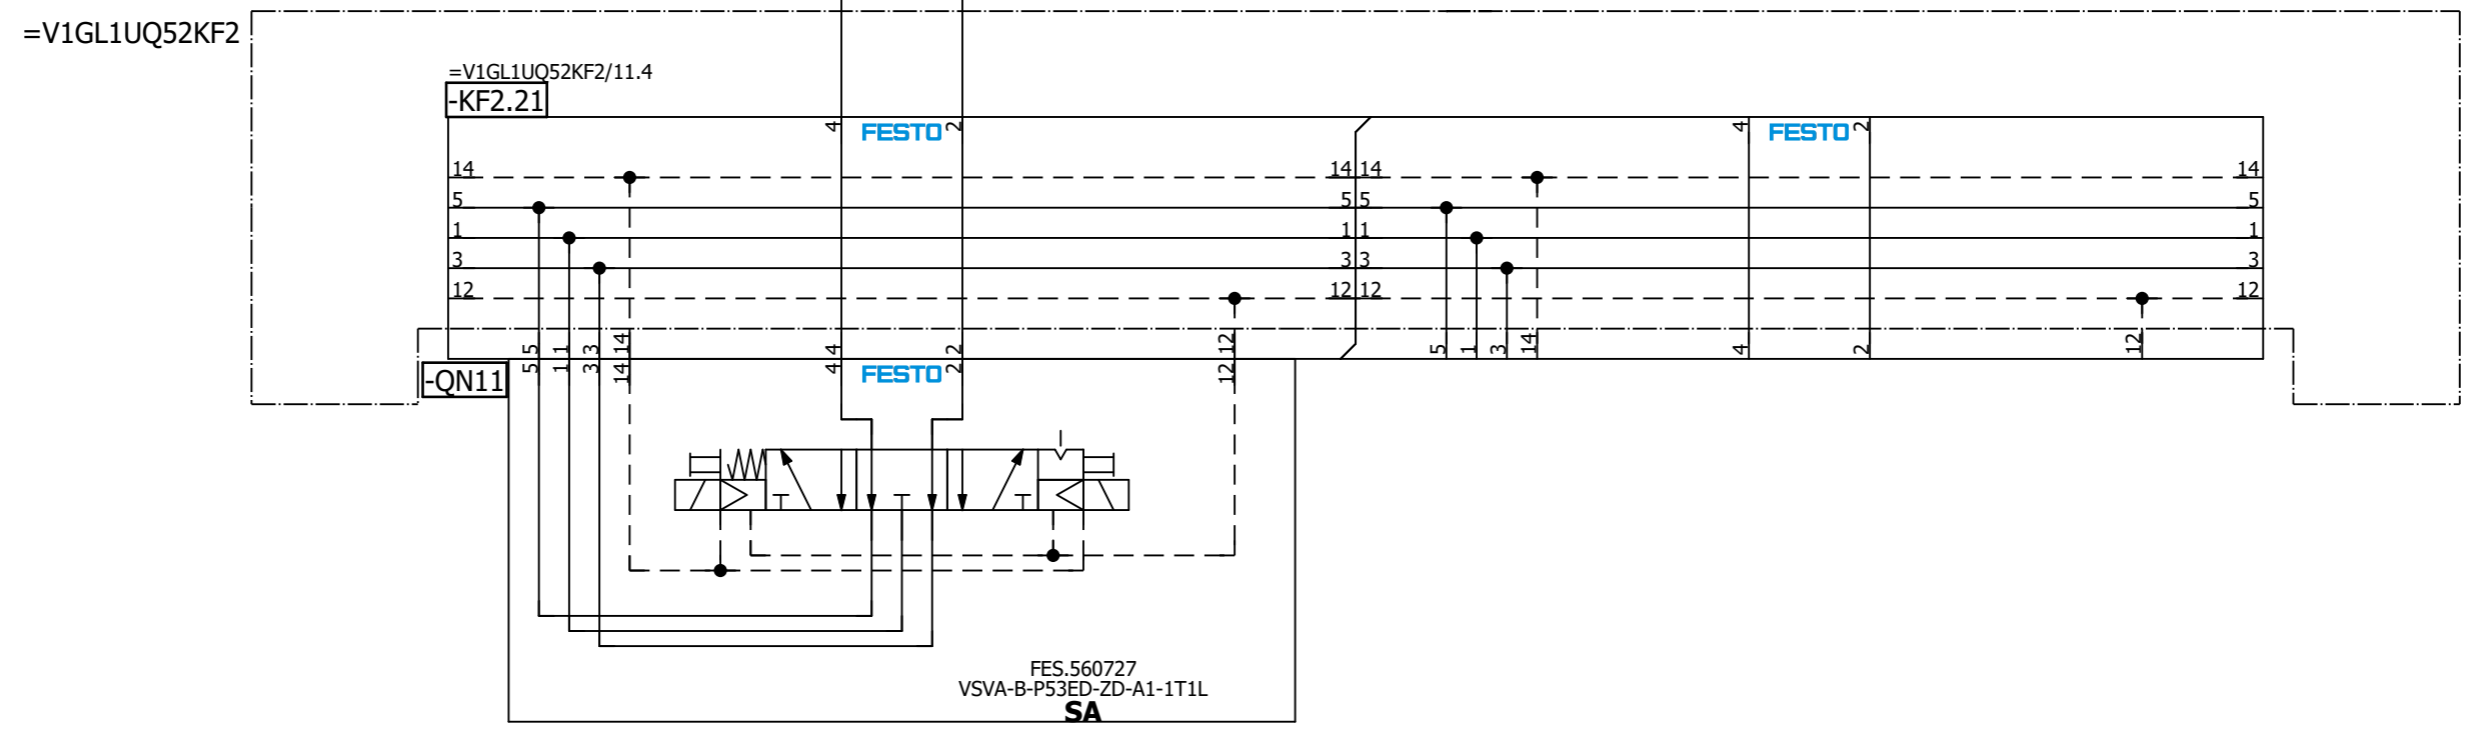 =V1GL1UQ52KF2
=V1GL1UQ52KF2/11.4
-KF2.21
4 FESTO 2 4 FESTO 2
14 14 14 14
5 5 5 5
1 1 1 1
3 3 3 3
12 12 12 12
5 1 3 14 4 2 12 5 1 3 14 4 2 12
-QN11
5 1 3 14 4 FESTO 2 12
FES.560727
VSVA-B-P53ED-ZD-A1-1T1L
SA